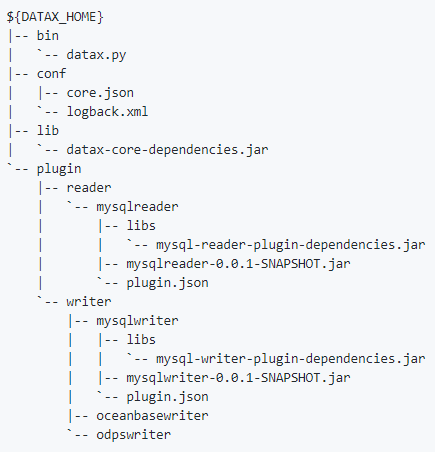 ${DATAX_HOME}
|-- bin
|   `-- datax.py
|-- conf
|   |-- core.json
|   `-- logback.xml
|-- lib
|   `-- datax-core-dependencies.jar
`-- plugin
    |-- reader
    |   `-- mysqlreader
    |       |-- libs
    |       |   `-- mysql-reader-plugin-dependencies.jar
    |       |-- mysqlreader-0.0.1-SNAPSHOT.jar
    |       `-- plugin.json
    `-- writer
        |-- mysqlwriter
        |   |-- libs
        |   |   `-- mysql-writer-plugin-dependencies.jar
        |   |-- mysqlwriter-0.0.1-SNAPSHOT.jar
        |   `-- plugin.json
        |-- oceanbasewriter
        `-- odpswriter